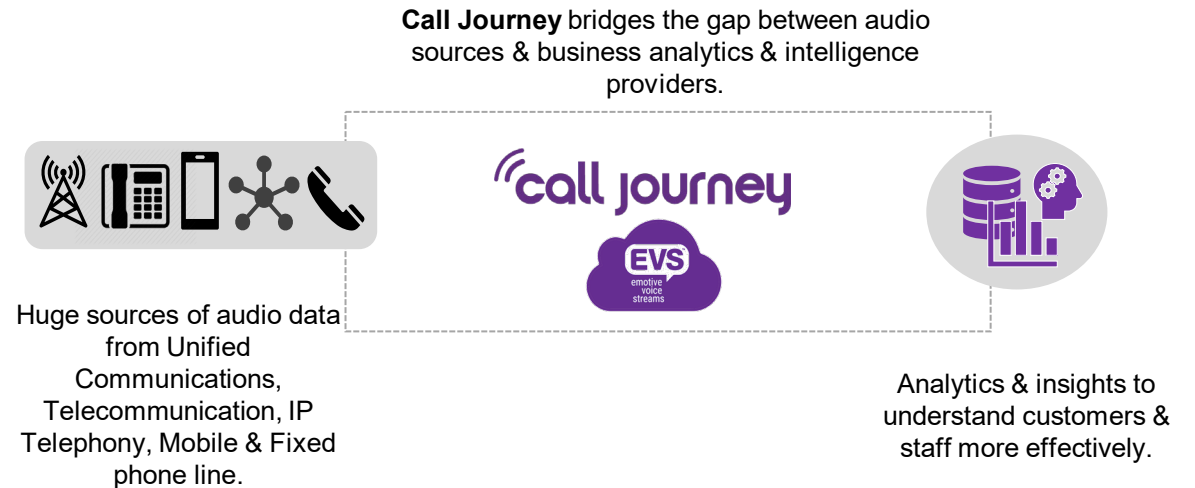 Call Journey bridges the gap between audio
sources & business analytics & intelligence
providers.
call journey
EVS™
emotive
voice
streams
Huge sources of audio data
from Unified
Communications,
Telecommunication, IP
Telephony, Mobile & Fixed
phone line.
Analytics & insights to
understand customers &
staff more effectively.